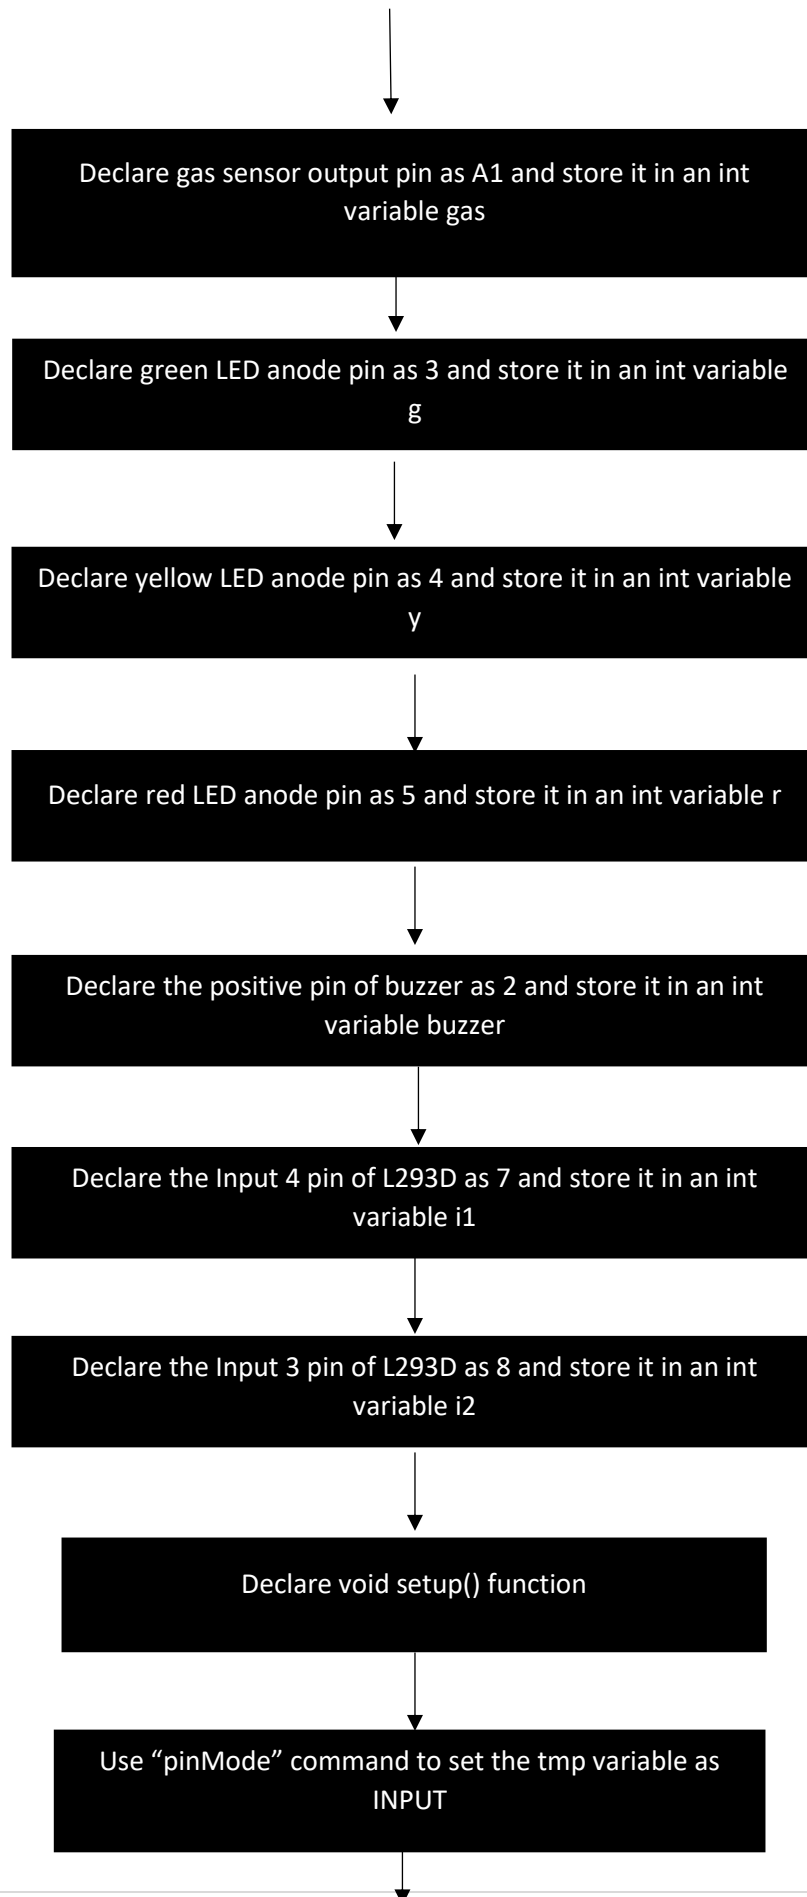 Declare gas sensor output pin as A1 and store it in an int
variable gas
Declare green LED anode pin as 3 and store it in an int variable
g
Declare yellow LED anode pin as 4 and store it in an int variable
y
Declare red LED anode pin as 5 and store it in an int variable r
Declare the positive pin of buzzer as 2 and store it in an int
variable buzzer
Declare the Input 4 pin of L293D as 7 and store it in an int
variable i1
Declare the Input 3 pin of L293D as 8 and store it in an int
variable i2
Declare void setup() function
Use “pinMode” command to set the tmp variable as
INPUT